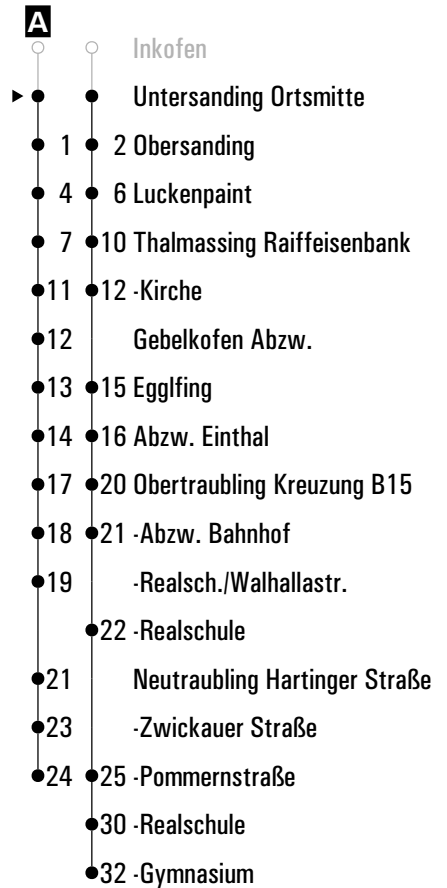 A
Inkofen
Untersanding Ortsmitte
1 2 Obersanding
4 6 Luckenpaint
7 10 Thalmassing Raiffeisenbank
11 12 -Kirche
12 Gebelkofen Abzw.
13 15 Egglfing
14 16 Abzw. Einthal
17 20 Obertraubling Kreuzung B15
18 21 -Abzw. Bahnhof
19 -Realsch./Walhallastr.
22 -Realschule
21 Neutraubling Hartinger Straße
23 -Zwickauer Straße
24 25 -Pommernstraße
30 -Realschule
32 -Gymnasium